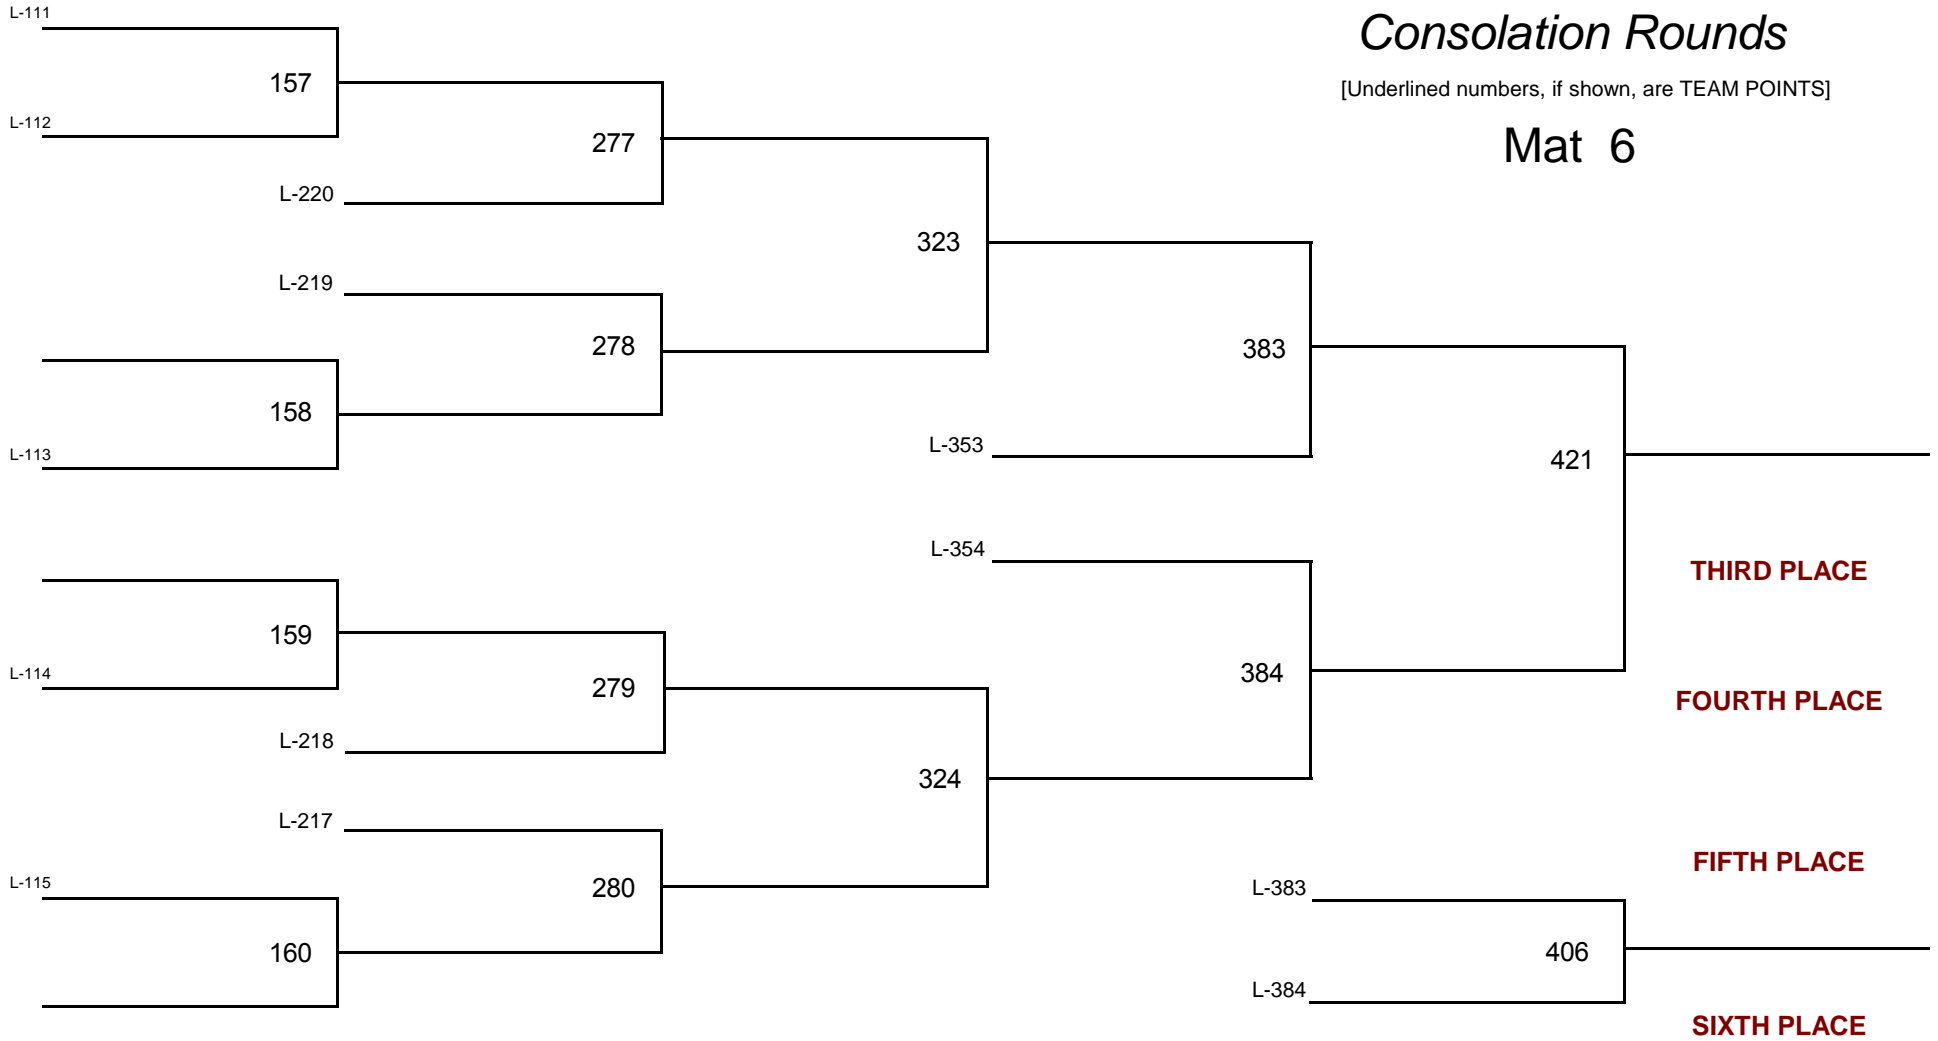 L-111
Consolation Rounds
157
[Underlined numbers, if shown, are TEAM POINTS]
L-112
277
Mat 6
L-220
323
L-219
278
383
158
L-113
L-353
421
L-354
THIRD PLACE
159
L-114
279
384
FOURTH PLACE
L-218
324
L-217
FIFTH PLACE
L-115
280
L-383
160
406
L-384
SIXTH PLACE